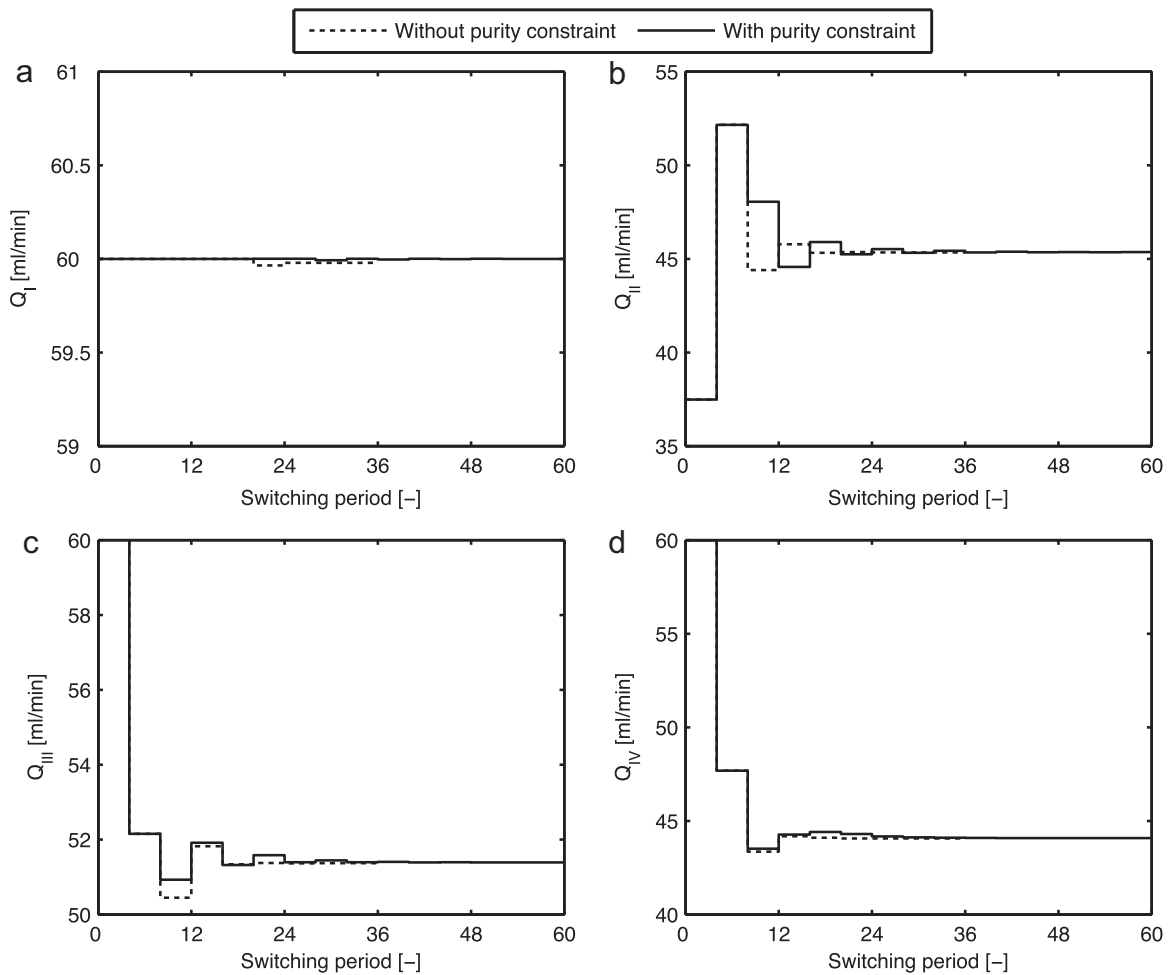 Without purity constraint With purity constraint
a
61
60.5
60
59.5
59
Q_I [ml/min]
0 12 24 36 48 60
Switching period [–]
b
55
50
45
40
35
Q_II [ml/min]
0 12 24 36 48 60
Switching period [–]
c
60
58
56
54
52
50
Q_III [ml/min]
0 12 24 36 48 60
Switching period [–]
d
60
55
50
45
40
Q_IV [ml/min]
0 12 24 36 48 60
Switching period [–]